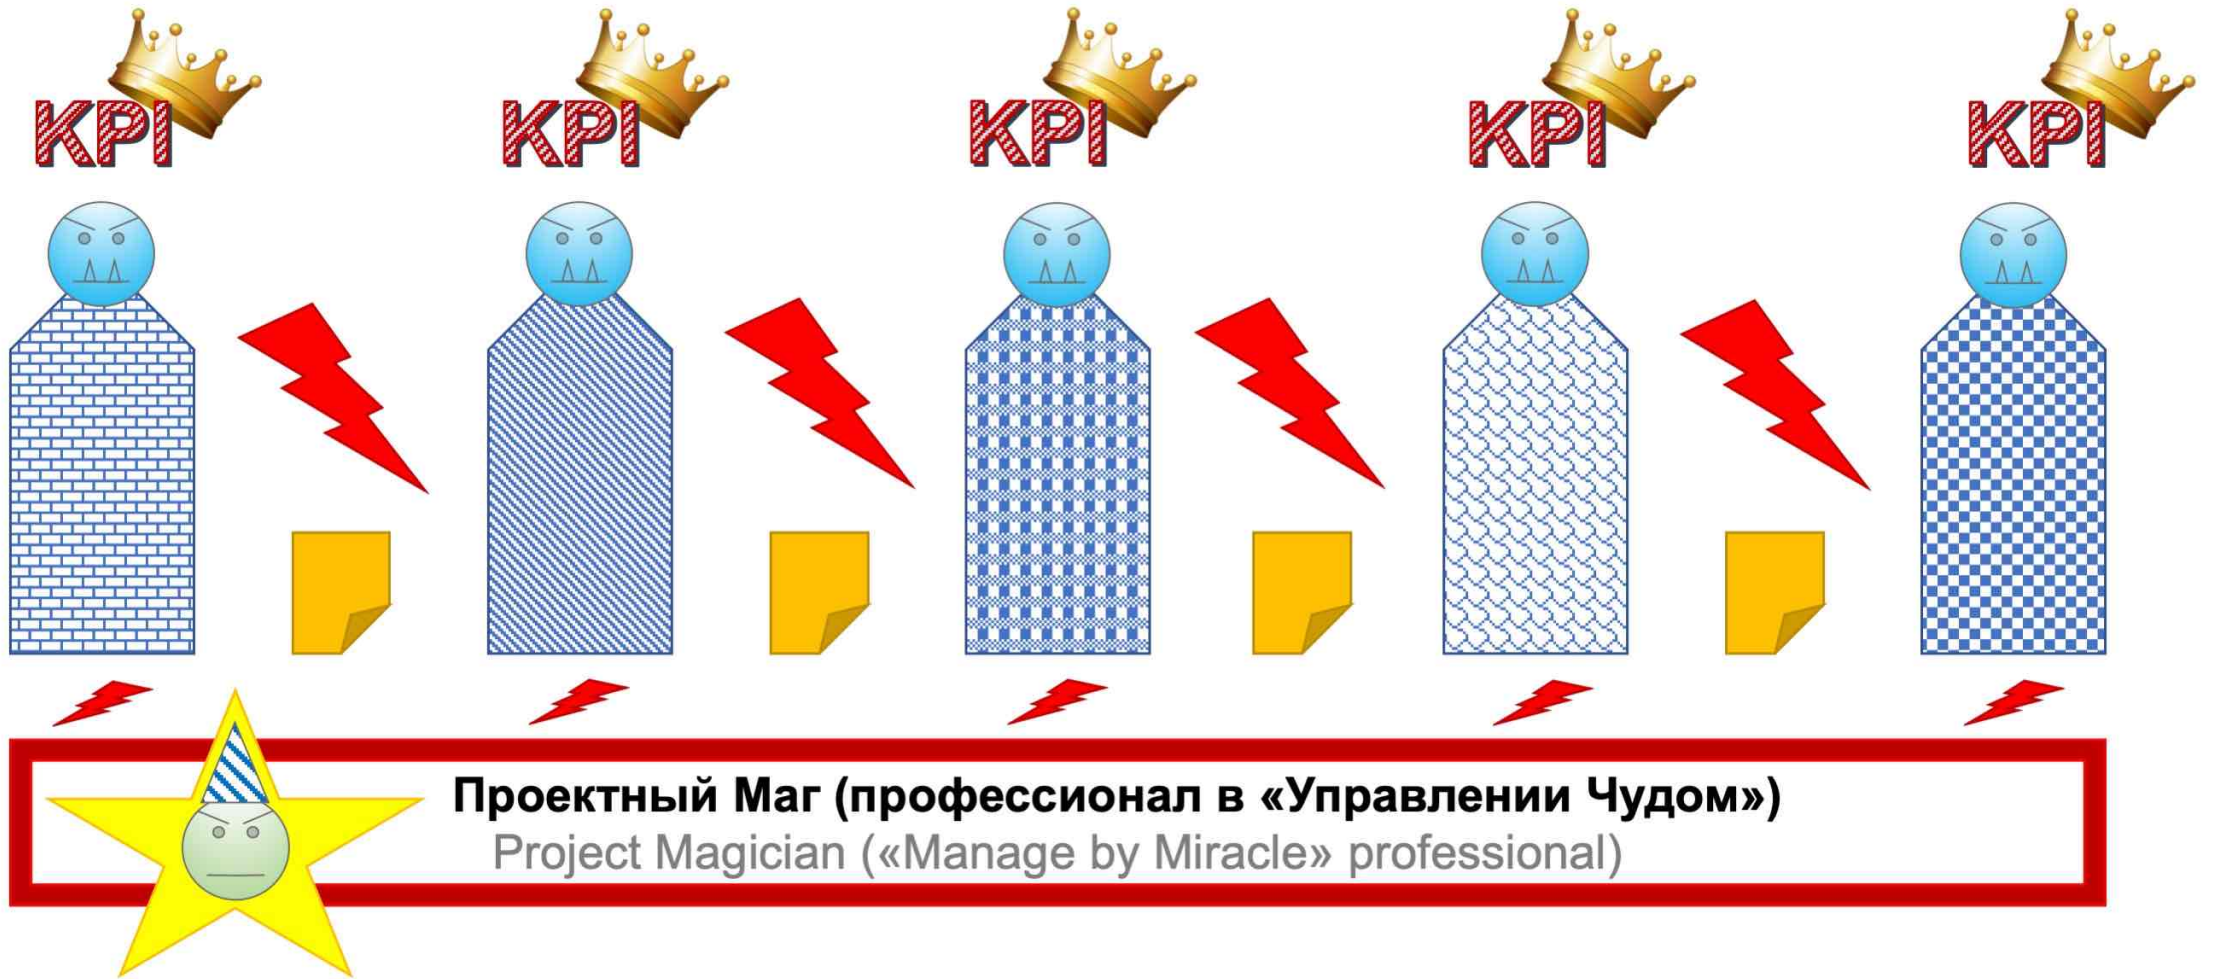 KPI KPI KPI KPI KPI
Проектный Маг (профессионал в «Управлении Чудом»)
Project Magician («Manage by Miracle» professional)